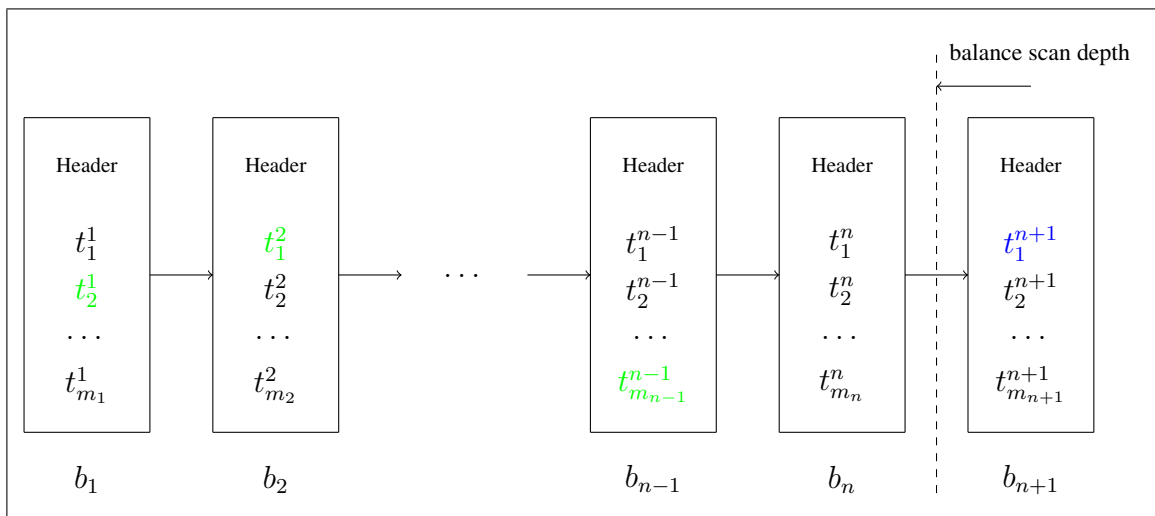 balance scan depth
Header Header Header Header Header
t_1^1 t_1^2 t_1^{n-1} t_1^n t_1^{n+1}
t_2^1 t_2^2 ... t_2^{n-1} t_2^n t_2^{n+1}
... ... ... ... ...
t_{m_1}^1 t_{m_2}^2 t_{m_{n-1}}^{n-1} t_{m_n}^n t_{m_{n+1}}^{n+1}
b_1 b_2 b_{n-1} b_n b_{n+1}